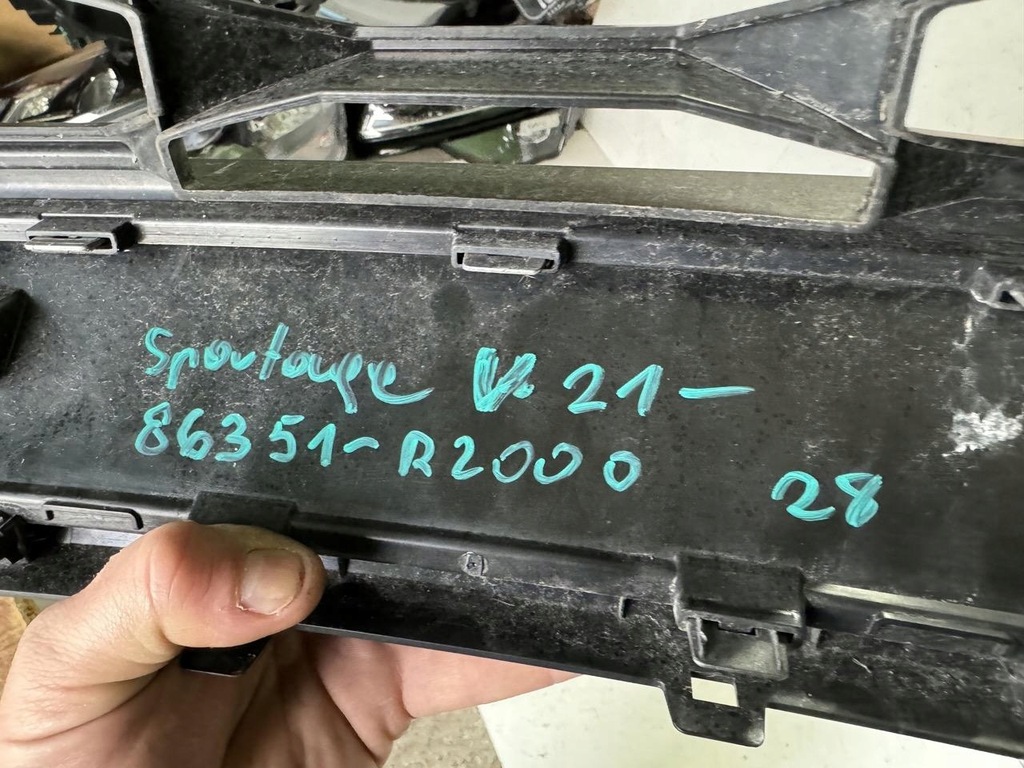 Sportage V. 21-
86351-R2000
28